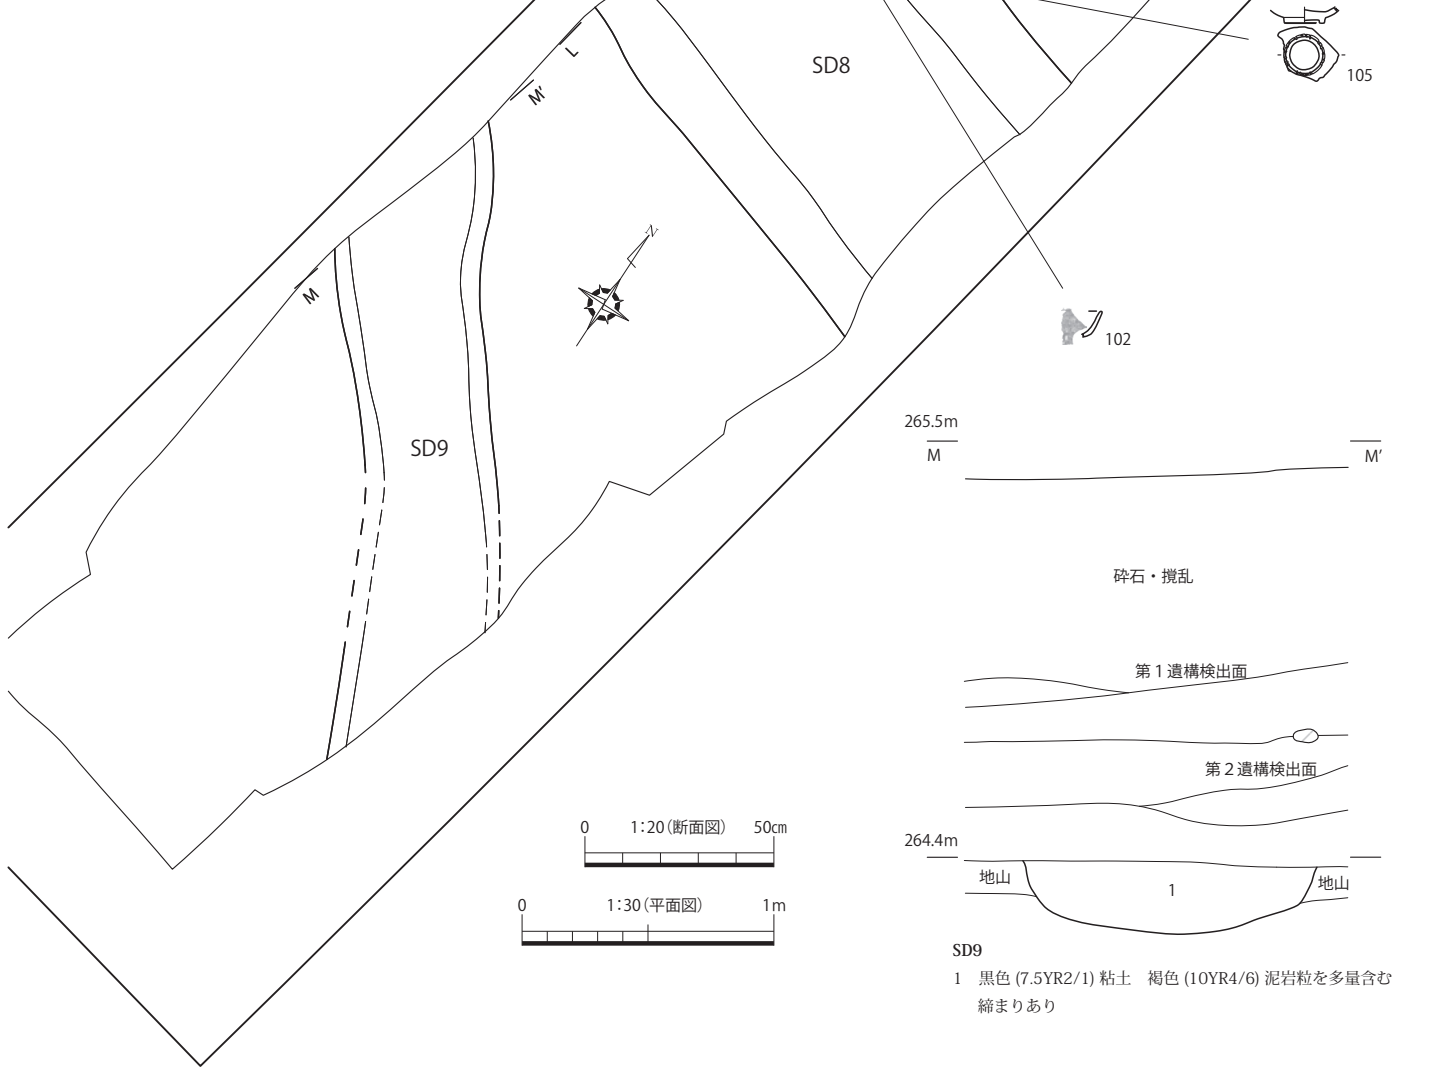 L
M′
SD8
105
N
M
102
SD9
265.5m
M
M′
砕石・撹乱
第１遺構検出面
第２遺構検出面
264.4m
地山
1
地山
0 1:20（断面図） 50㎝
0 1:30（平面図） 1m
SD9
1　黒色 (7.5YR2/1) 粘土　褐色 (10YR4/6) 泥岩粒を多量含む
締まりあり